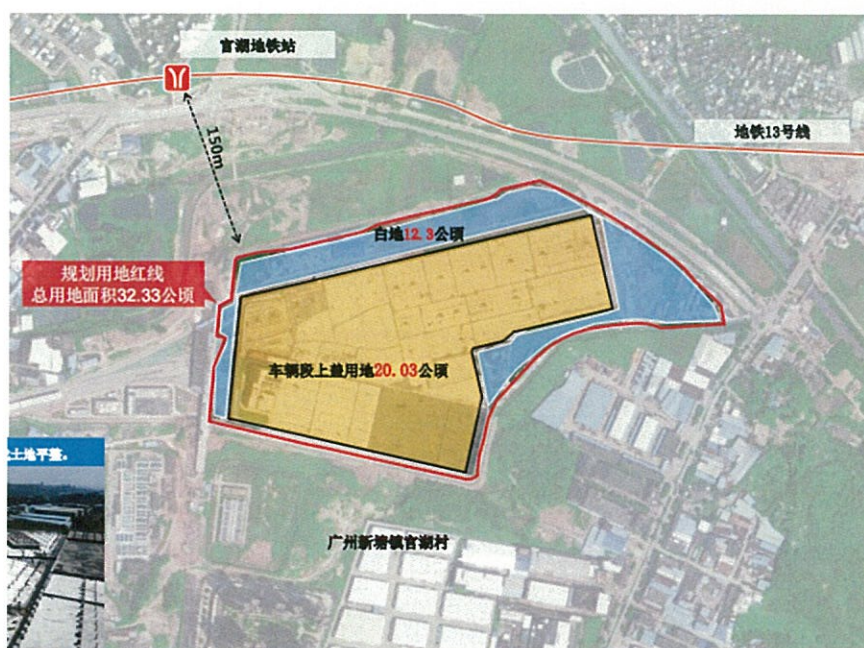 官湖地铁站
地铁13号线
150m
白地12.3公顷
规划用地红线
总用地面积32.33公顷
车辆段上盖用地20.03公顷
土地平整。
广州新塘镇官湖村